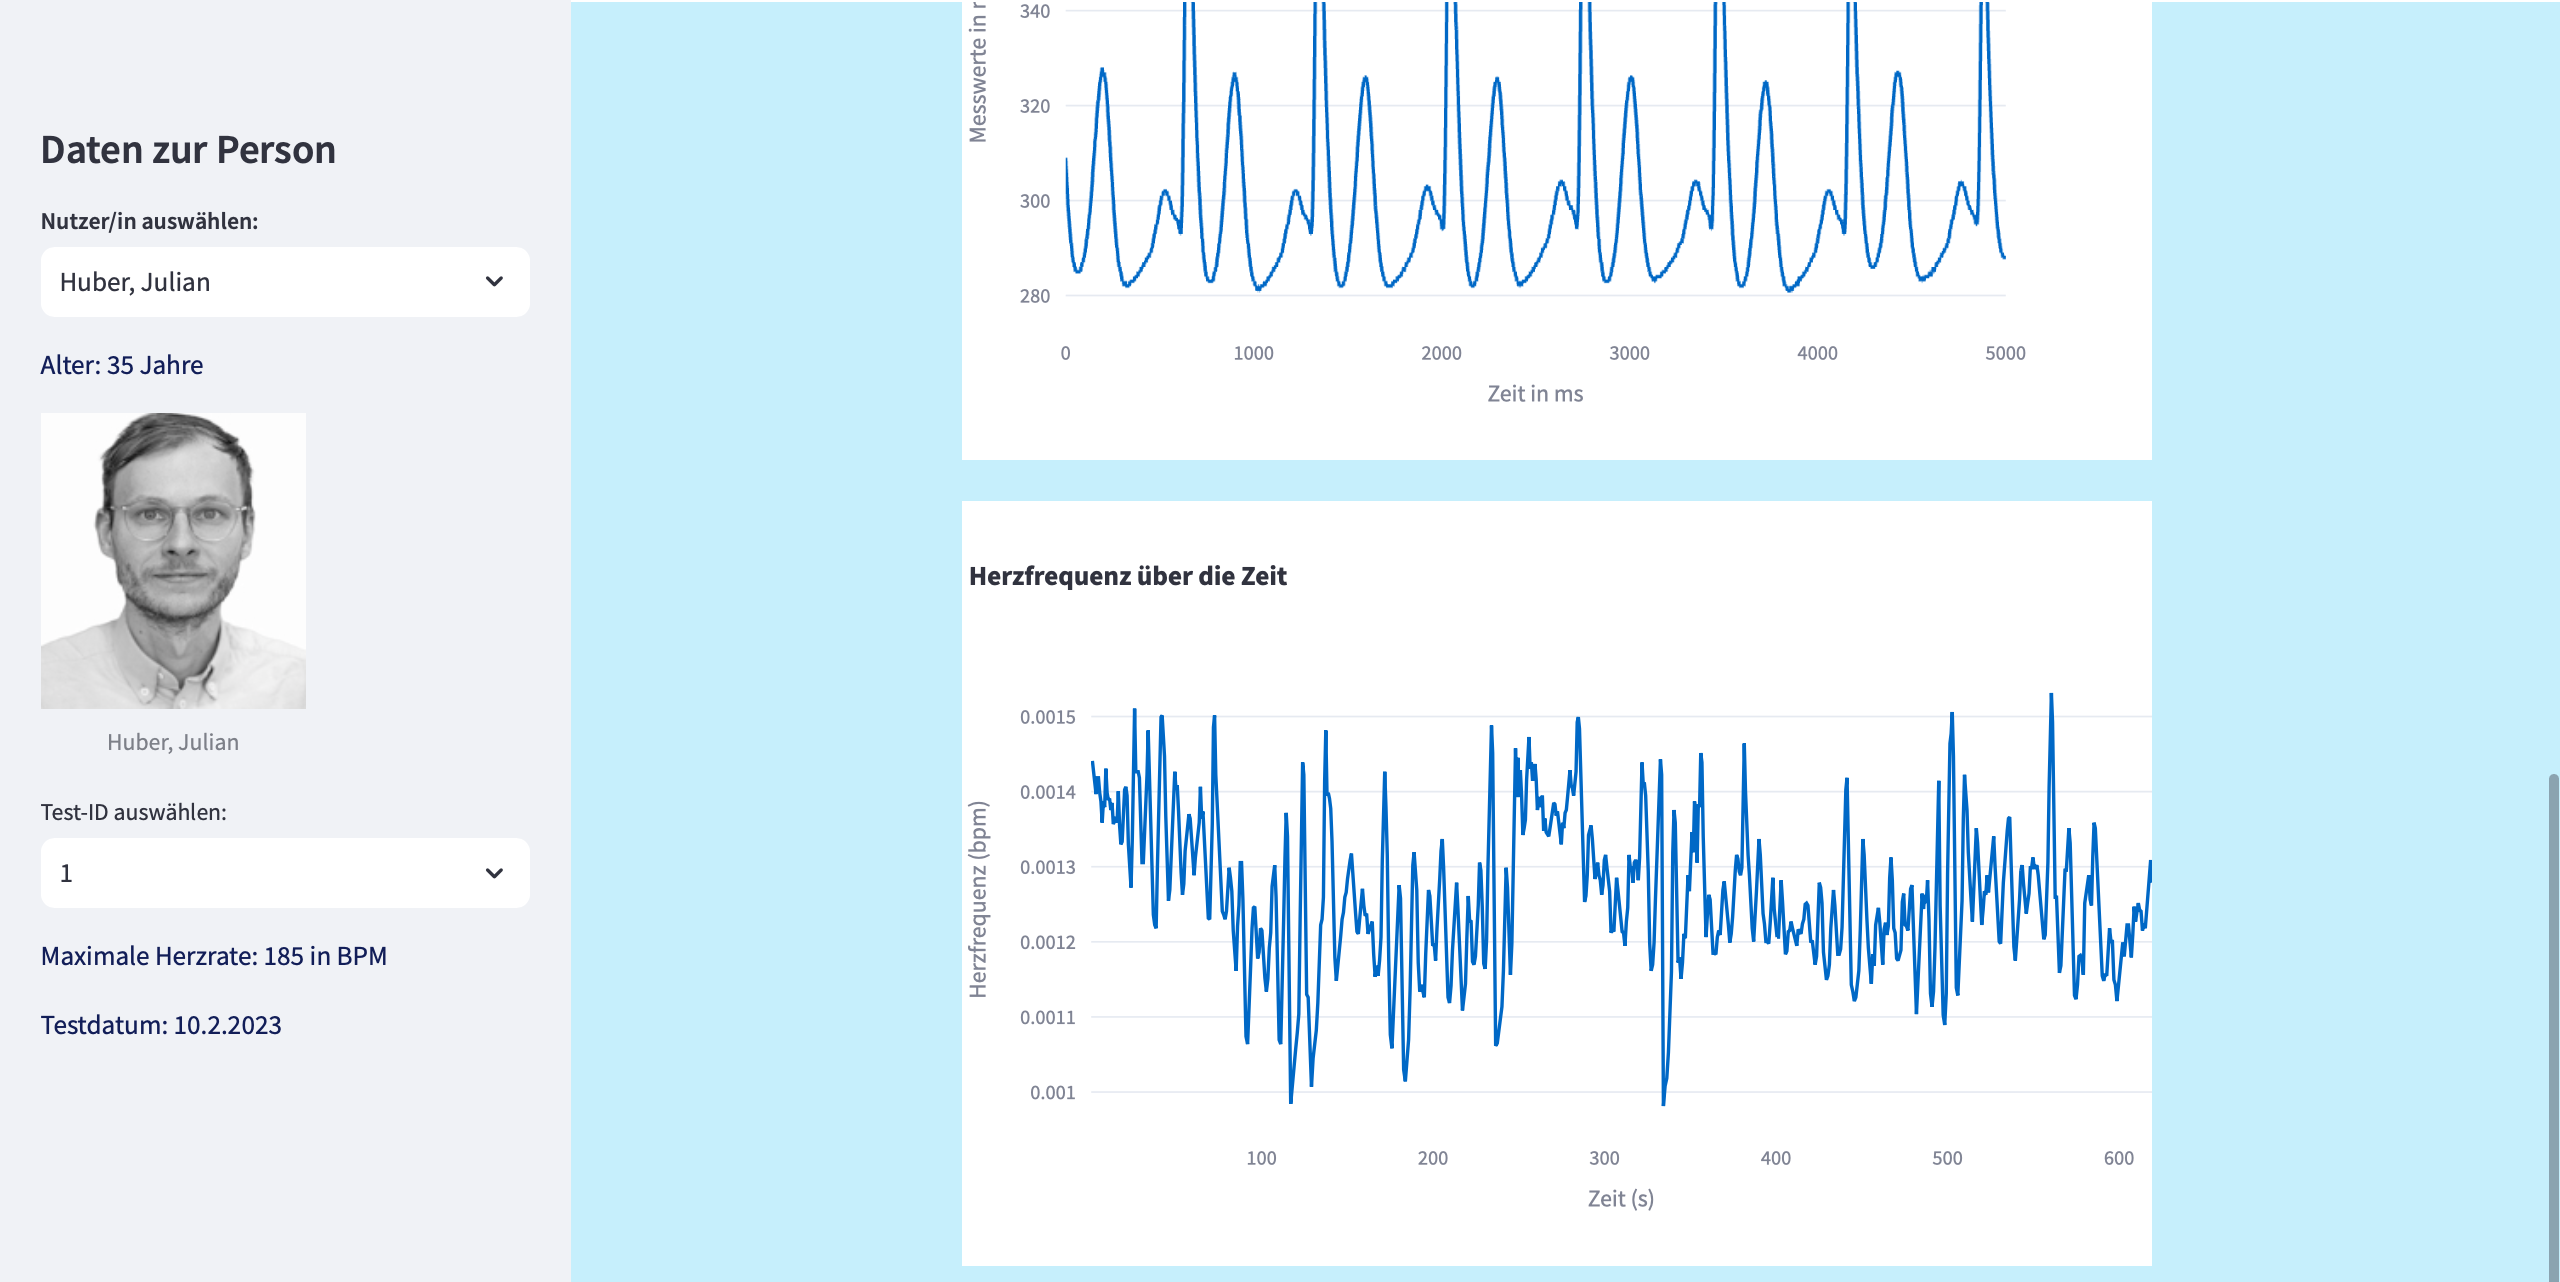 Daten zur Person
Nutzer/in auswählen:
Huber, Julian
Alter: 35 Jahre
Huber, Julian
Test-ID auswählen:
1
Maximale Herzrate: 185 in BPM
Testdatum: 10.2.2023
Messwerte in
340
320
300
280
0
1000
2000
3000
4000
5000
Zeit in ms
Herzfrequenz über die Zeit
Herzfrequenz (bpm)
0.0015
0.0014
0.0013
0.0012
0.0011
0.001
100
200
300
400
500
600
Zeit (s)